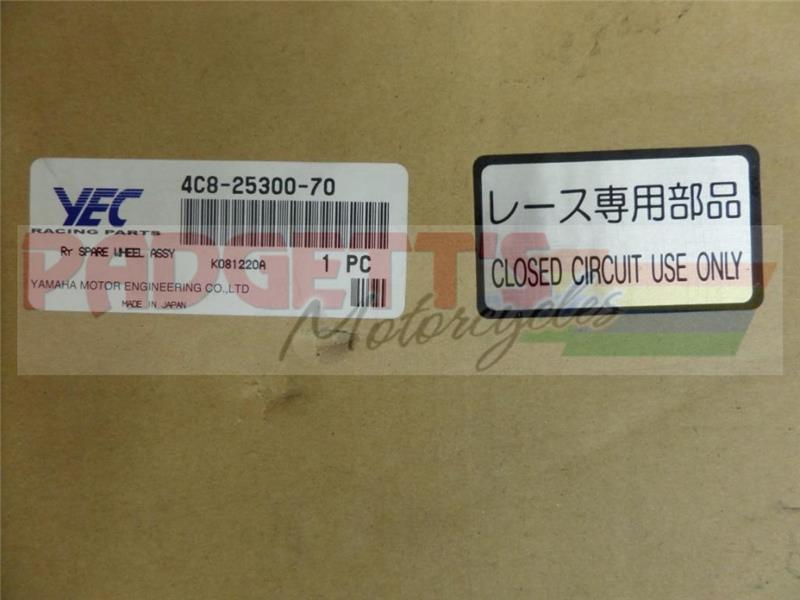 YEC
RACING PARTS
4C8-25300-70
Rr SPARE WHEEL ASSY
K081220A
1 PC
YAMAHA MOTOR ENGINEERING CO.,LTD
MADE IN JAPAN
レース専用部品
CLOSED CIRCUIT USE ONLY
PADGETT'S
Motorcycles